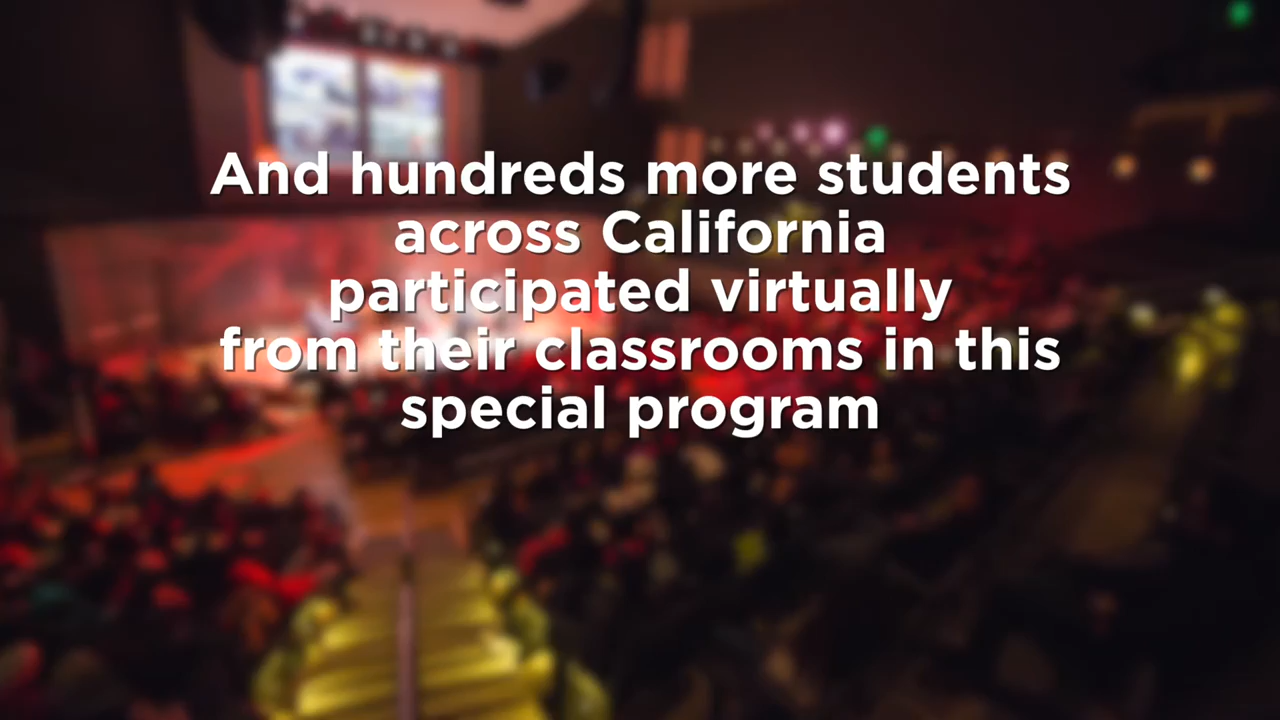 And hundreds more students
across California
participated virtually
from their classrooms in this
special program